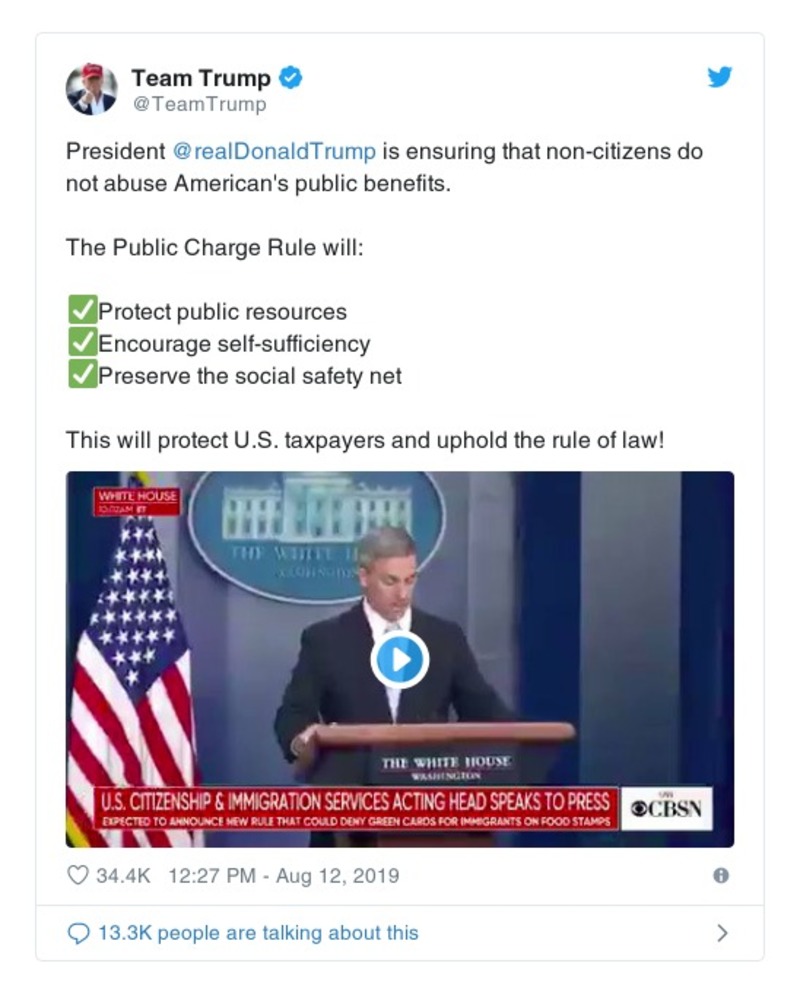 Team Trump
@TeamTrump
President @realDonaldTrump is ensuring that non-citizens do
not abuse American's public benefits.
The Public Charge Rule will:
✅Protect public resources
✅Encourage self-sufficiency
✅Preserve the social safety net
This will protect U.S. taxpayers and uphold the rule of law!
WHITE HOUSE
10:02AM ET
THE WHITE H
WASHINGTON
THE WHITE HOUSE
WASHINGTON
U.S. CITIZENSHIP & IMMIGRATION SERVICES ACTING HEAD SPEAKS TO PRESS
EXPECTED TO ANNOUNCE NEW RULE THAT COULD DENY GREEN CARDS FOR IMMIGRANTS ON FOOD STAMPS
LIVE
CBSN
34.4K 12:27 PM - Aug 12, 2019
13.3K people are talking about this